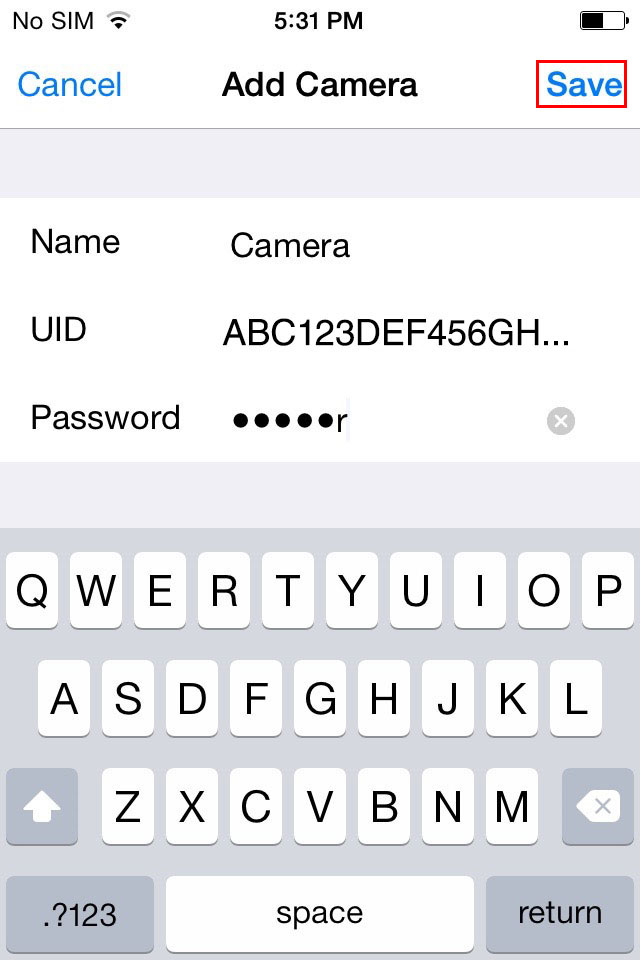 No SIM 5:31 PM
Cancel Add Camera Save
Name Camera
UID ABC123DEF456GH...
Password •••••r
Q W E R T Y U I O P
A S D F G H J K L
Z X C V B N M
.?123 space return